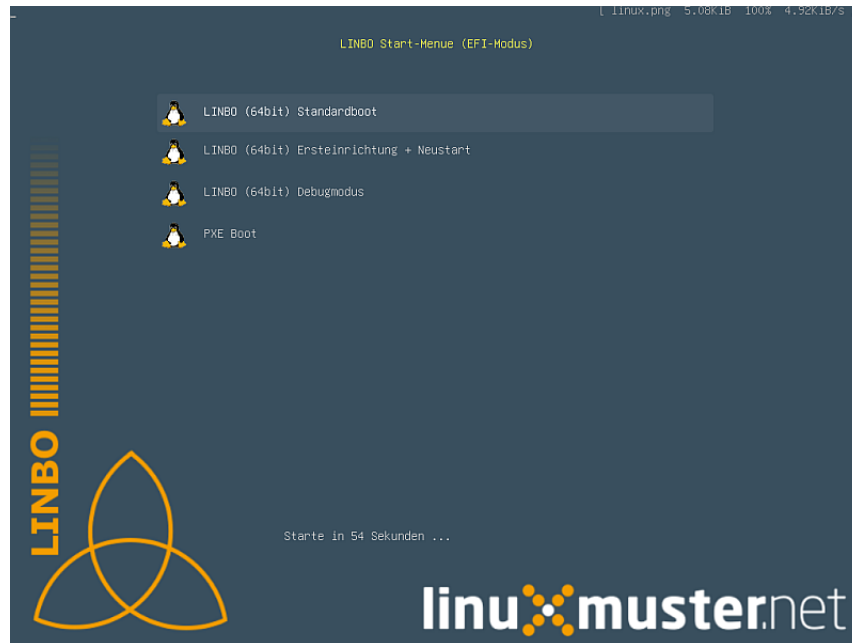 [ linux.png 5.08KiB 100% 4.92KiB/s
LINBO Start-Menue (EFI-Modus)
LINBO (64bit) Standardboot
LINBO (64bit) Ersteinrichtung + Neustart
LINBO (64bit) Debugmodus
PXE Boot
LINBO
Starte in 54 Sekunden ...
linuxmuster.net